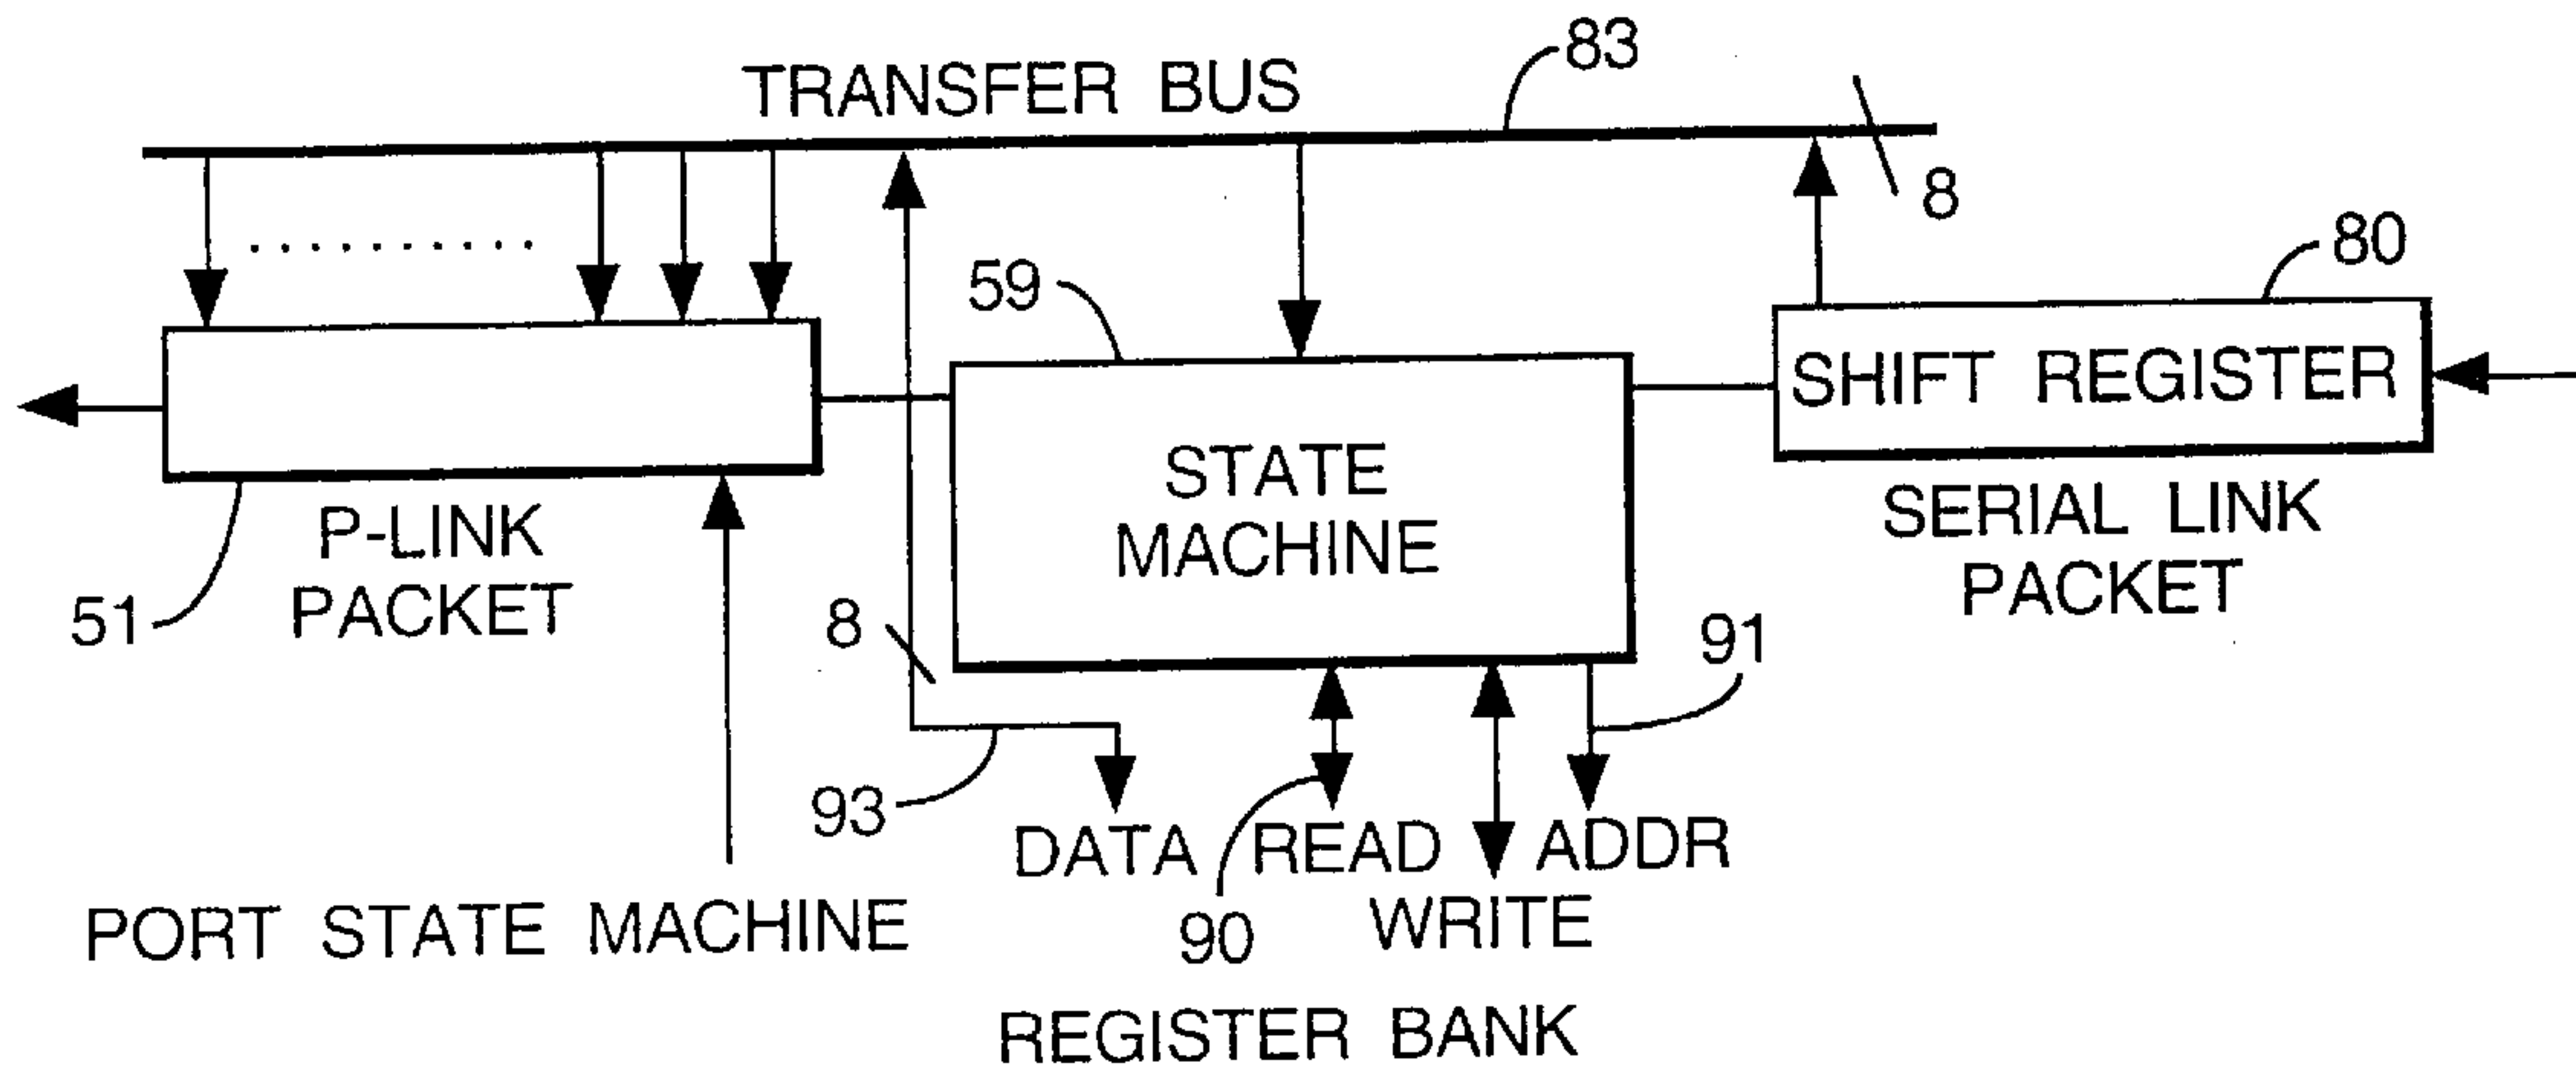 83
TRANSFER BUS
8
80
59
SHIFT REGISTER
STATE
MACHINE
SERIAL LINK
PACKET
P-LINK
PACKET
51
8
91
93
DATA READ ADDR
90
WRITE
PORT STATE MACHINE
REGISTER BANK